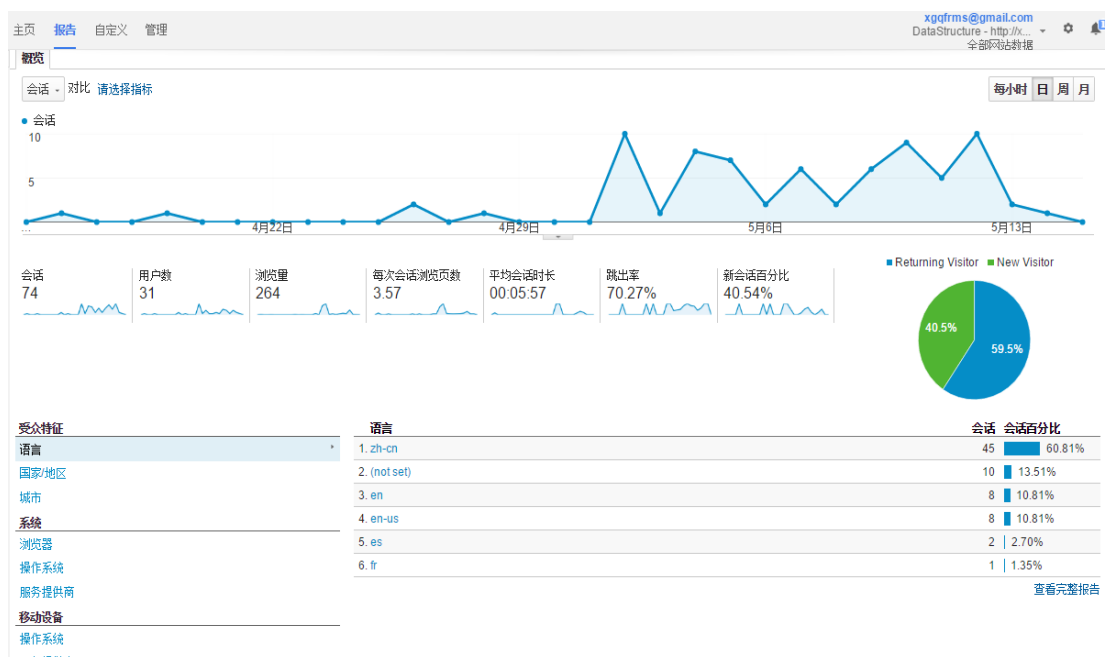 xgqfrms@gmail.com
主页 报告 自定义 管理
DataStructure - http://x...
全部网站数据
概览
会话 对比 请选择指标
每小时 日 周 月
会话
10
5
... 4月22日 4月29日 5月6日 5月13日
Returning Visitor New Visitor
会话 用户数 浏览量 每次会话浏览页数 平均会话时长 跳出率 新会话百分比
74 31 264 3.57 00:05:57 70.27% 40.54%
40.5%
59.5%
受众特征
语言
国家/地区
城市
系统
浏览器
操作系统
服务提供商
移动设备
操作系统
语言 会话 会话百分比
1. zh-cn 45 60.81%
2. (not set) 10 13.51%
3. en 8 10.81%
4. en-us 8 10.81%
5. es 2 2.70%
6. fr 1 1.35%
查看完整报告